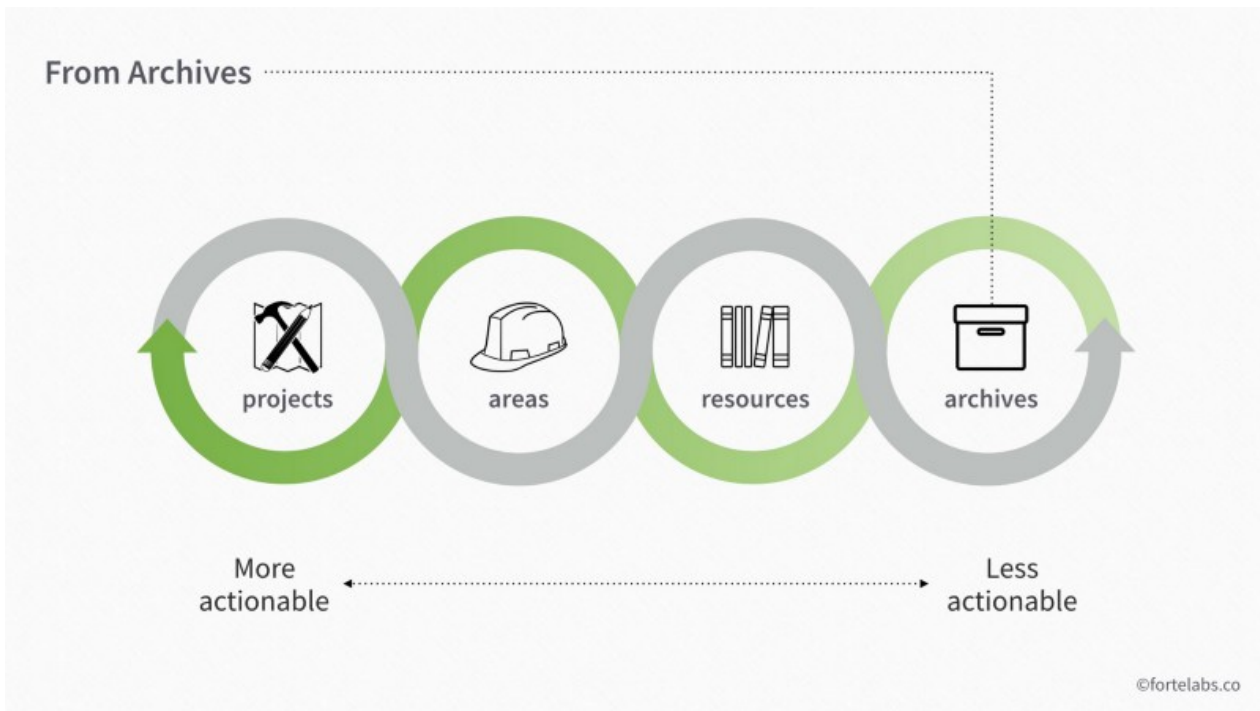 From Archives
projects
areas
resources
archives
More
actionable
Less
actionable
©fortelabs.co